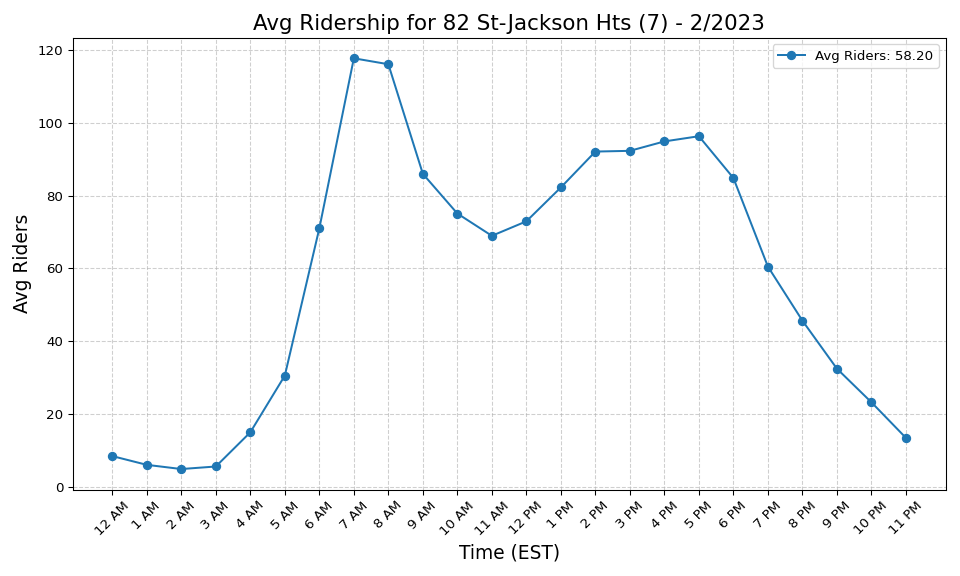 Avg Ridership for 82 St-Jackson Hts (7) - 2/2023
Avg Riders: 58.20
120
100
80
60
40
20
0
Avg Riders
12 AM
1 AM
2 AM
3 AM
4 AM
5 AM
6 AM
7 AM
8 AM
9 AM
10 AM
11 AM
12 PM
1 PM
2 PM
3 PM
4 PM
5 PM
6 PM
7 PM
8 PM
9 PM
10 PM
11 PM
Time (EST)